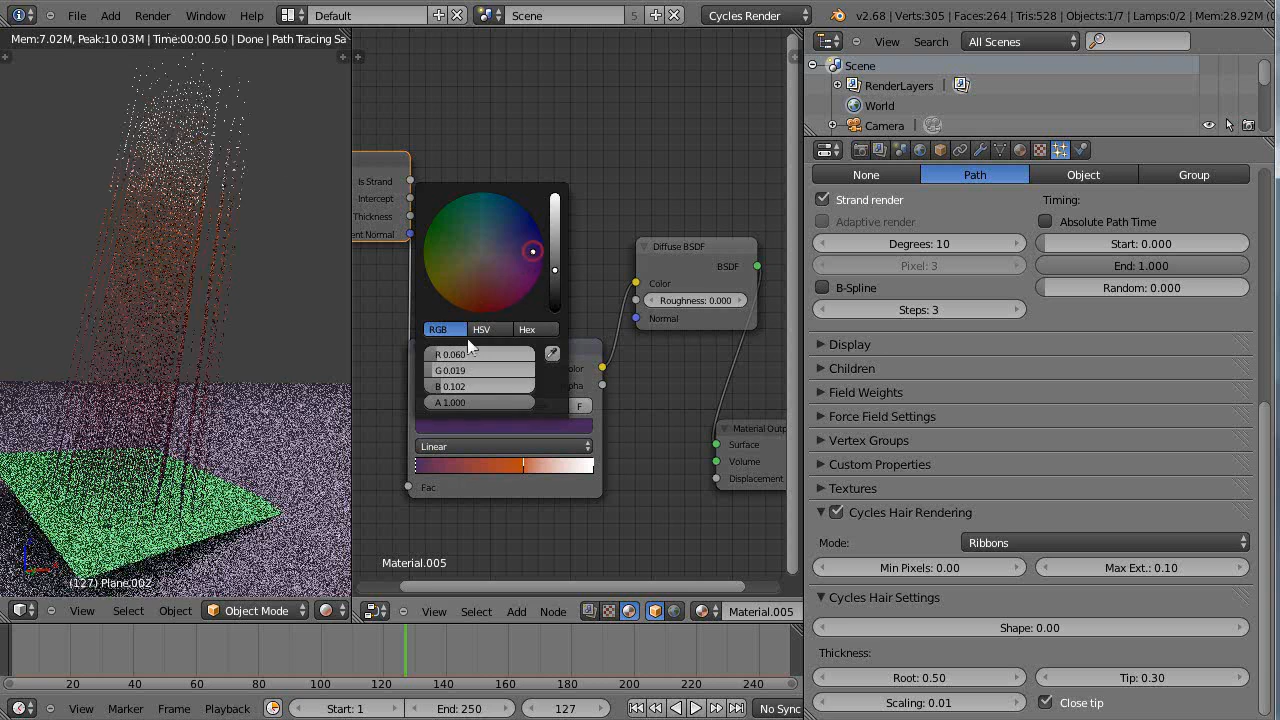 File Add Render Window Help Default Scene 5 Cycles Render v2.68 | Verts:305 | Faces:264 | Tris:528 | Objects:1/7 | Lamps:0/2 | Mem:28.92M
Mem:7.02M, Peak:10.03M | Time:00:00.60 | Done | Path Tracing Sa
View Search All Scenes
Scene
RenderLayers
World
Camera
None Path Object Group
Strand render
Adaptive render
Degrees: 10
Pixel: 3
B-Spline
Steps: 3
Timing:
Absolute Path Time
Start: 0.000
End: 1.000
Random: 0.000
Display
Children
Field Weights
Force Field Settings
Vertex Groups
Custom Properties
Textures
Cycles Hair Rendering
Mode: Ribbons
Min Pixels: 0.00 Max Ext.: 0.10
Cycles Hair Settings
Shape: 0.00
Thickness:
Root: 0.50 Tip: 0.30
Scaling: 0.01 Close tip
Is Strand
Intercept
Thickness
ent Normal
RGB HSV Hex
R 0.060
G 0.019
B 0.102
A 1.000
olor
pha
F
Linear
Fac
Diffuse BSDF
BSDF
Color
Roughness: 0.000
Normal
Material Outp
Surface
Volume
Displacement
Material.005
(127) Plane.002
View Select Object Object Mode
View Select Add Node Material.005
20 40 60 80 100 120 140 160 180 200 220 240
View Marker Frame Playback Start: 1 End: 250 127 No Sync